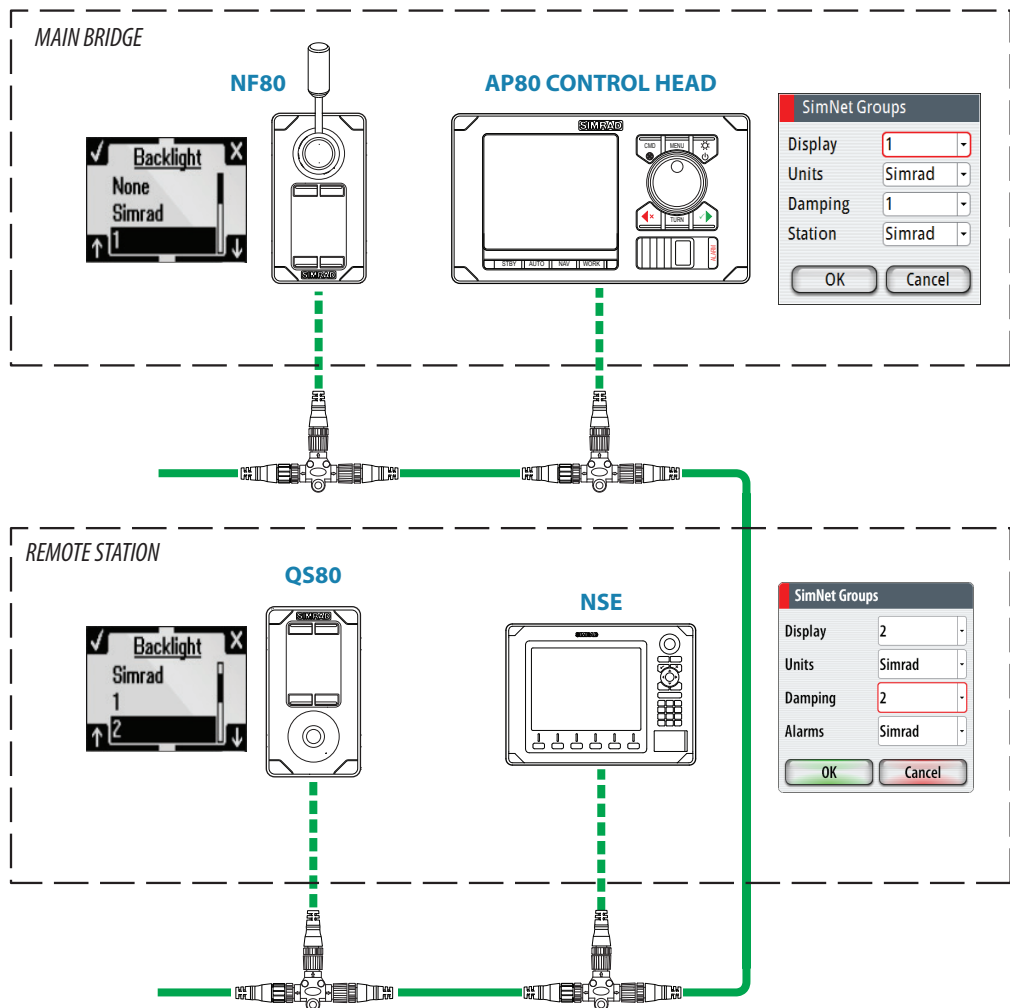 MAIN BRIDGE
NF80
AP80 CONTROL HEAD
Backlight
None
Simrad
1
SIMRAD
SIMRAD
CMD
MENU
TURN
ALARM
STBY
AUTO
NAV
WORK
SimNet Groups
Display 1
Units Simrad
Damping 1
Station Simrad
OK Cancel
REMOTE STATION
QS80
NSE
Backlight
Simrad
1
2
SIMRAD
SIMRAD
SimNet Groups
Display 2
Units Simrad
Damping 2
Alarms Simrad
OK Cancel